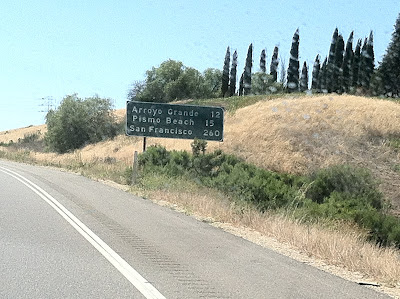 Arroyo Grande 12
Pismo Beach 15
San Francisco 260